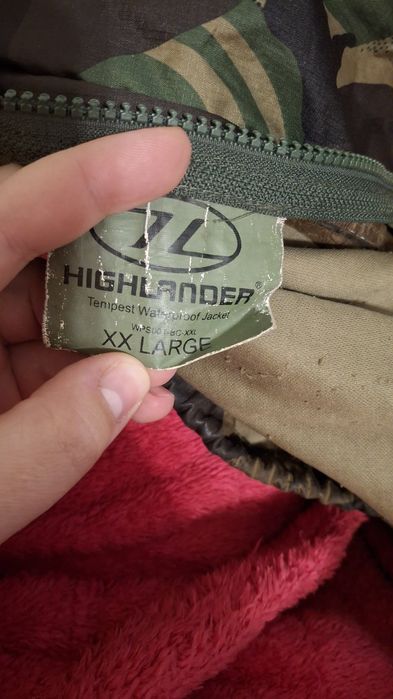 HIGHLANDER®
Tempest Waterproof Jacket
XX LARGE